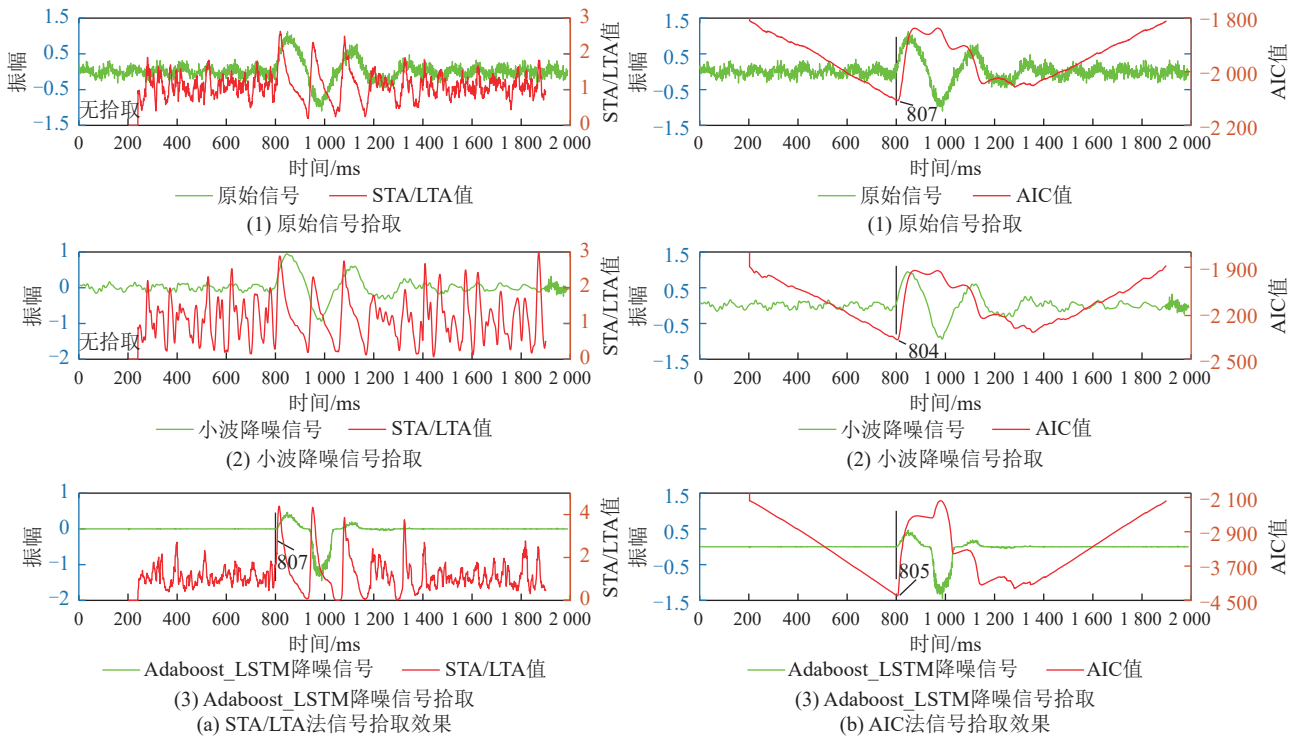 1.5
0.5
−0.5
−1.5
振幅
无拾取
3
2
1
0
STA/LTA值
0 200 400 600 800 1 000 1 200 1 400 1 600 1 800 2 000
时间/ms
原始信号 STA/LTA值
(1) 原始信号拾取
1
0
−1
−2
振幅
无拾取
3
2
1
0
STA/LTA值
0 200 400 600 800 1 000 1 200 1 400 1 600 1 800 2 000
时间/ms
小波降噪信号 STA/LTA值
(2) 小波降噪信号拾取
1
0
−1
−2
振幅
807
4
2
0
STA/LTA值
0 200 400 600 800 1 000 1 200 1 400 1 600 1 800 2 000
时间/ms
Adaboost_LSTM降噪信号 STA/LTA值
(3) Adaboost_LSTM降噪信号拾取
(a) STA/LTA法信号拾取效果
1.5
0.5
−0.5
−1.5
振幅
807
−1 800
−2 000
−2 200
AIC值
0 200 400 600 800 1 000 1 200 1 400 1 600 1 800 2 000
时间/ms
原始信号 AIC值
(1) 原始信号拾取
1.5
0.5
−0.5
−1.5
振幅
804
−1 900
−2 200
−2 500
AIC值
0 200 400 600 800 1 000 1 200 1 400 1 600 1 800 2 000
时间/ms
小波降噪信号 AIC值
(2) 小波降噪信号拾取
1.5
0.5
−0.5
−1.5
振幅
805
−2 100
−2 900
−3 700
−4 500
AIC值
0 200 400 600 800 1 000 1 200 1 400 1 600 1 800 2 000
时间/ms
Adaboost_LSTM降噪信号 AIC值
(3) Adaboost_LSTM降噪信号拾取
(b) AIC法信号拾取效果